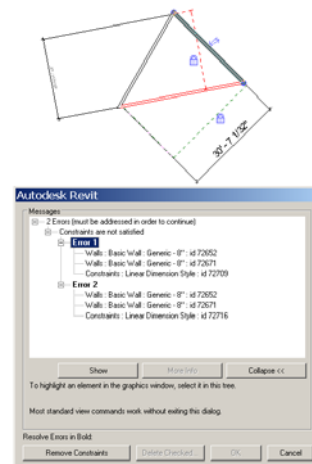 30' - 7 1/32"
Autodesk Revit
Messages
2 Errors (must be addressed in order to continue)
Constraints are not satisfied
Error 1
Walls : Basic Wall : Generic - 8" : id 72652
Walls : Basic Wall : Generic - 8" : id 72671
Constraints : Linear Dimension Style : id 72709
Error 2
Walls : Basic Wall : Generic - 8" : id 72652
Walls : Basic Wall : Generic - 8" : id 72671
Constraints : Linear Dimension Style : id 72716
Show More Info Collapse <<
To highlight an element in the graphics window, select it in this tree.
Most standard view commands work without exiting this dialog.
Resolve Errors in Bold:
Remove Constraints Delete Checked... OK Cancel